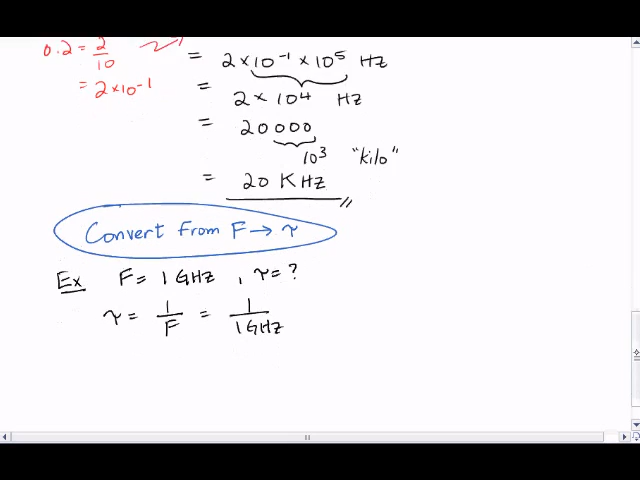 0.2 = 2/10
= 2×10⁻¹
= 2×10⁻¹×10⁵ Hz
= 2×10⁴ Hz
= 20000
10³ "kilo"
= 20 KHz
Convert from F → τ
Ex F = 1 GHz , τ = ?
τ = 1/F = 1/1GHz